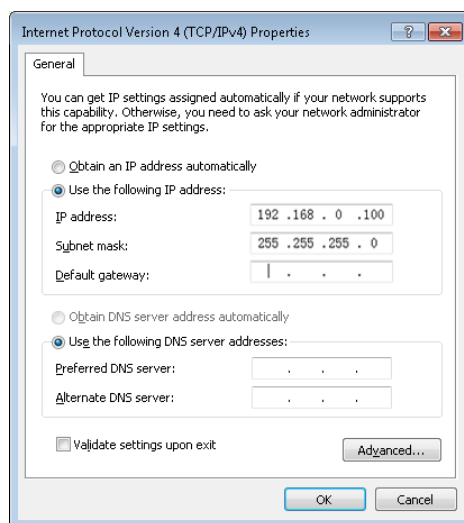 Internet Protocol Version 4 (TCP/IPv4) Properties
General
You can get IP settings assigned automatically if your network supports
this capability. Otherwise, you need to ask your network administrator
for the appropriate IP settings.
Obtain an IP address automatically
Use the following IP address:
IP address: 192 .168 . 0 .100
Subnet mask: 255 .255 .255 . 0
Default gateway: . . .
Obtain DNS server address automatically
Use the following DNS server addresses:
Preferred DNS server: . . .
Alternate DNS server: . . .
Validate settings upon exit
Advanced...
OK Cancel